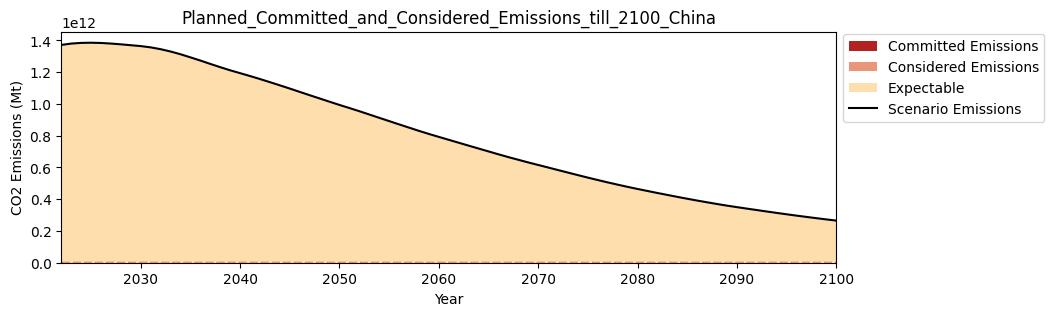 Planned_Committed_and_Considered_Emissions_till_2100_China
1e12
1.4
1.2
1.0
0.8
0.6
0.4
0.2
0.0
CO2 Emissions (Mt)
2030 2040 2050 2060 2070 2080 2090 2100
Year
Committed Emissions
Considered Emissions
Expectable
Scenario Emissions